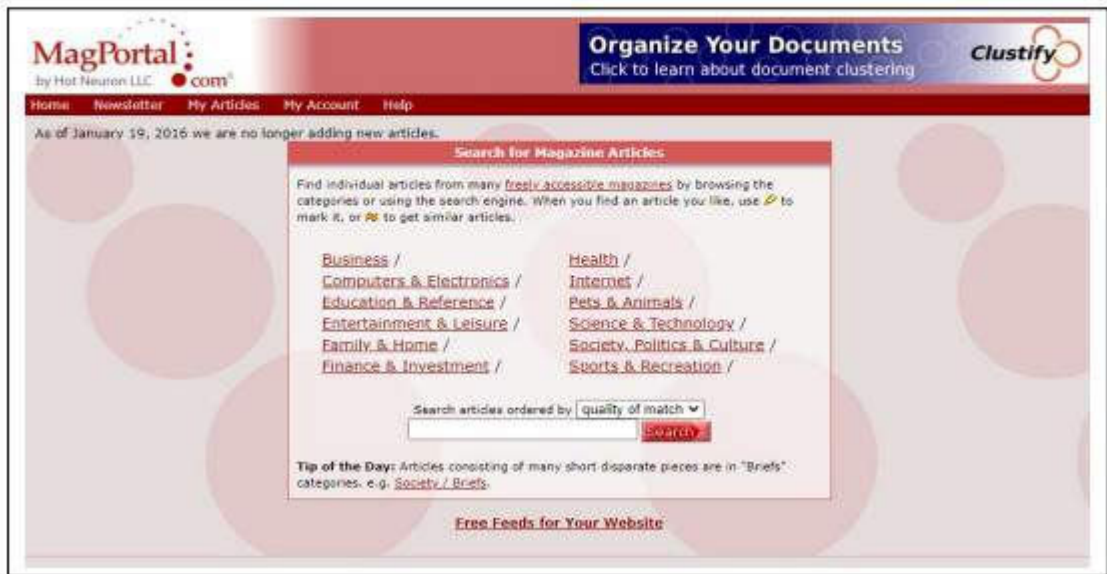 MagPortal
by Hot Neuron LLC
.com®
Organize Your Documents
Click to learn about document clustering
Clustify
Home Newsletter My Articles My Account Help
As of January 19, 2016 we are no longer adding new articles.
Search for Magazine Articles
Find individual articles from many freely accessible magazines by browsing the
categories or using the search engine. When you find an article you like, use to
mark it, or to get similar articles.
Business /
Computers & Electronics /
Education & Reference /
Entertainment & Leisure /
Family & Home /
Finance & Investment /
Health /
Internet /
Pets & Animals /
Science & Technology /
Society, Politics & Culture /
Sports & Recreation /
Search articles ordered by quality of match
Search
Tip of the Day: Articles consisting of many short disparate pieces are in "Briefs"
categories. e.g. Society / Briefs.
Free Feeds for Your Website